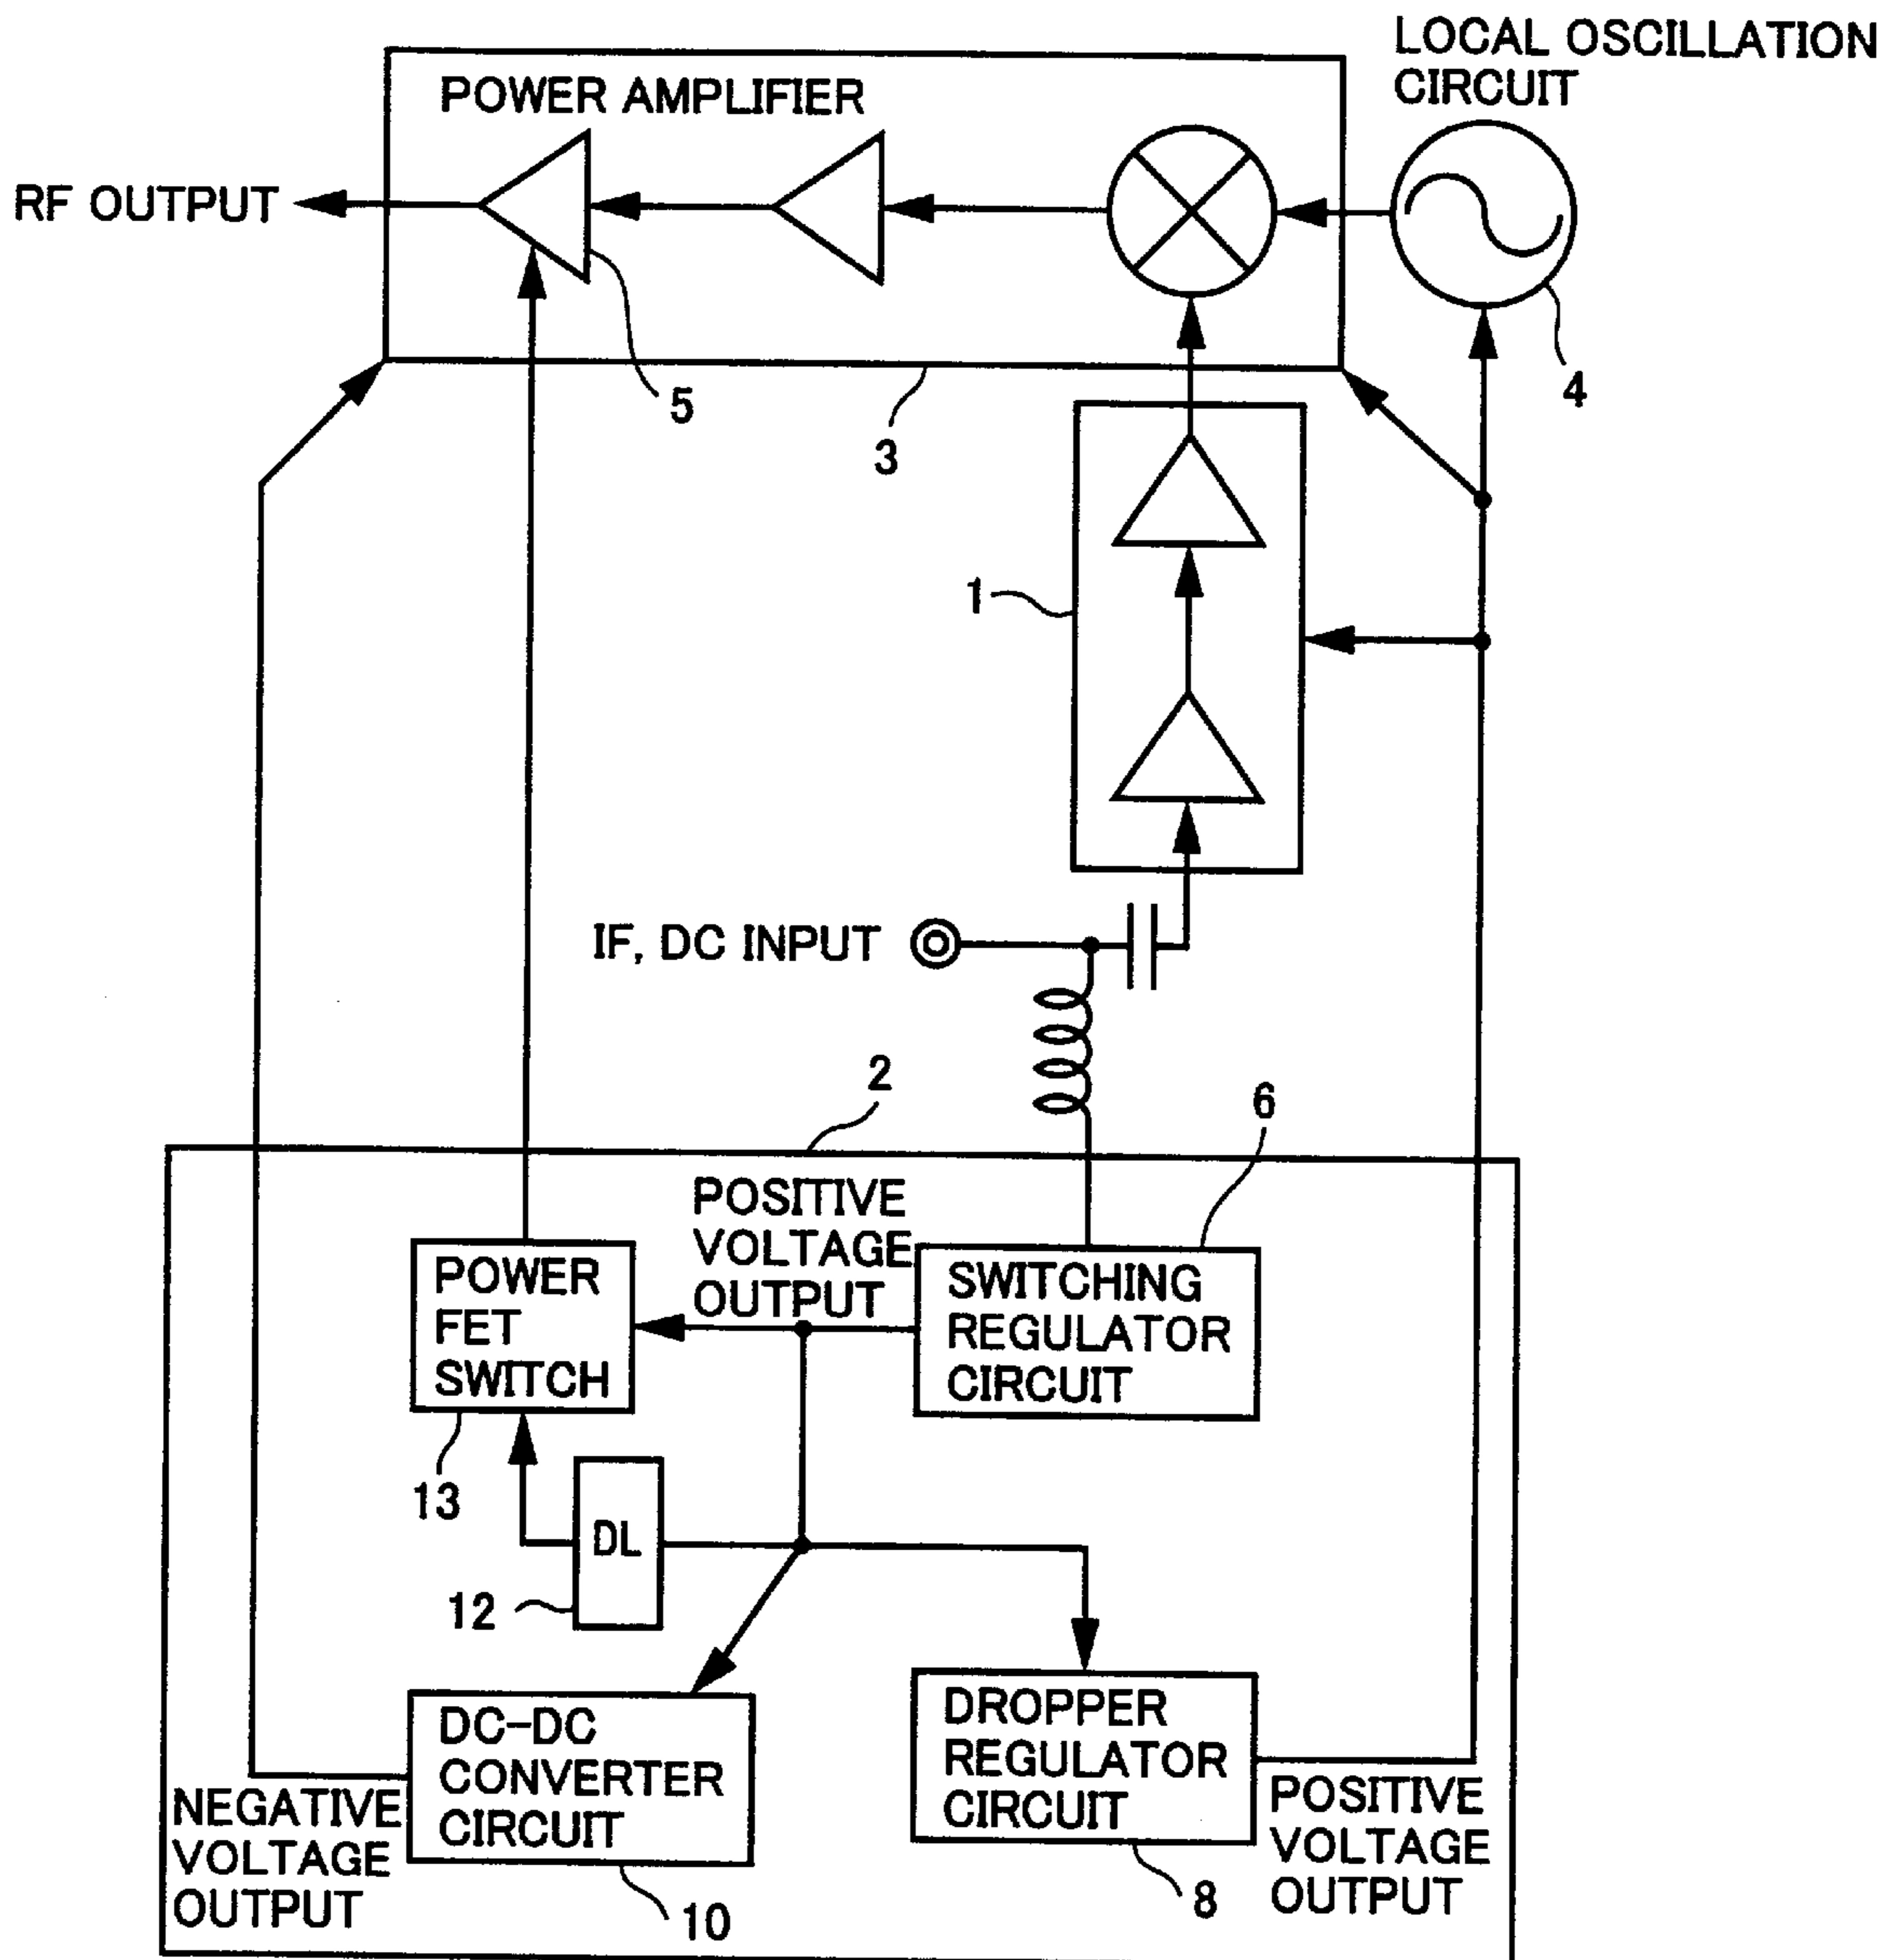 LOCAL OSCILLATION
CIRCUIT
POWER AMPLIFIER
RF OUTPUT
5
4
3
1
IF, DC INPUT
2
6
POSITIVE
VOLTAGE
OUTPUT
POWER
FET
SWITCH
SWITCHING
REGULATOR
CIRCUIT
13
DL
12
DC-DC
CONVERTER
CIRCUIT
DROPPER
REGULATOR
CIRCUIT
NEGATIVE
VOLTAGE
OUTPUT
POSITIVE
VOLTAGE
OUTPUT
10
8